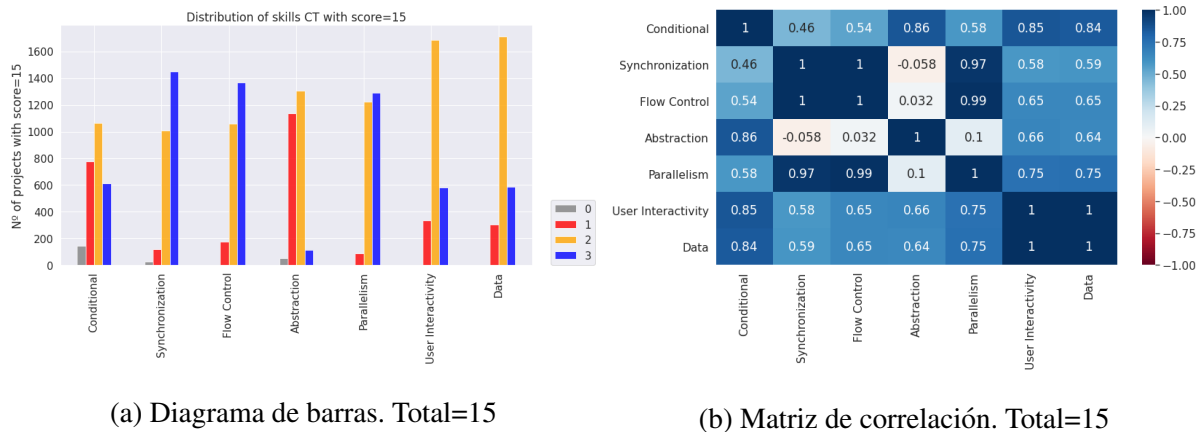 Distribution of skills CT with score=15
Nº of projects with score=15
1600
1400
1200
1000
800
600
400
200
0
Conditional
Synchronization
Flow Control
Abstraction
Parallelism
User Interactivity
Data
0
1
2
3
(a) Diagrama de barras. Total=15
Conditional 1 0.46 0.54 0.86 0.58 0.85 0.84
Synchronization 0.46 1 1 -0.058 0.97 0.58 0.59
Flow Control 0.54 1 1 0.032 0.99 0.65 0.65
Abstraction 0.86 -0.058 0.032 1 0.1 0.66 0.64
Parallelism 0.58 0.97 0.99 0.1 1 0.75 0.75
User Interactivity 0.85 0.58 0.65 0.66 0.75 1 1
Data 0.84 0.59 0.65 0.64 0.75 1 1
Conditional
Synchronization
Flow Control
Abstraction
Parallelism
User Interactivity
Data
1.00
0.75
0.50
0.25
0.00
−0.25
−0.50
−0.75
−1.00
(b) Matriz de correlación. Total=15